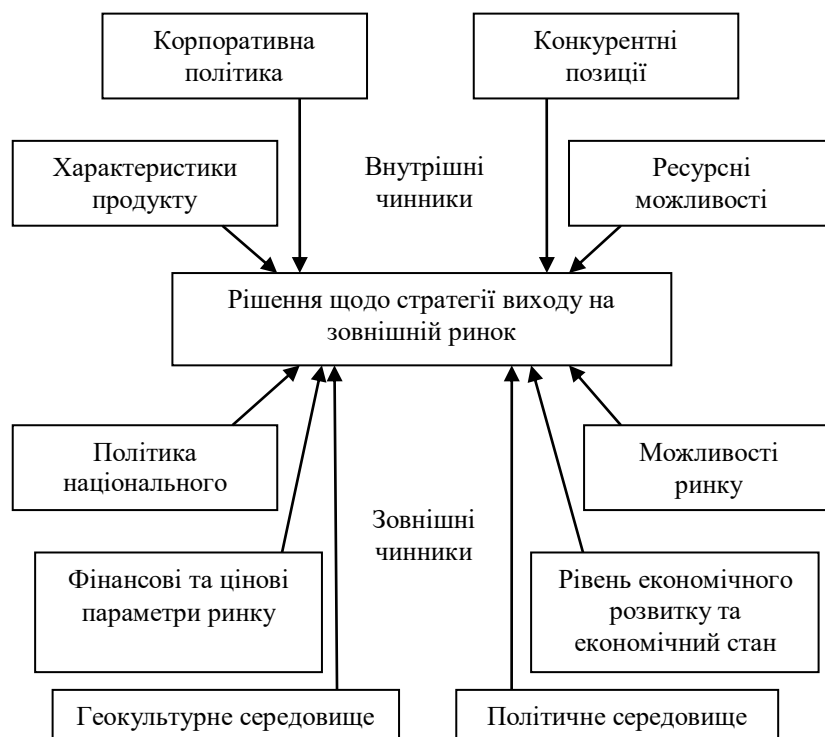 Корпоративна
політика
Конкурентні
позиції
Характеристики
продукту
Внутрішні
чинники
Ресурсні
можливості
Рішення щодо стратегії виходу на
зовнішній ринок
Політика
національного
Можливості
ринку
Зовнішні
чинники
Фінансові та цінові
параметри ринку
Рівень економічного
розвитку та
економічний стан
Геокультурне середовище
Політичне середовище